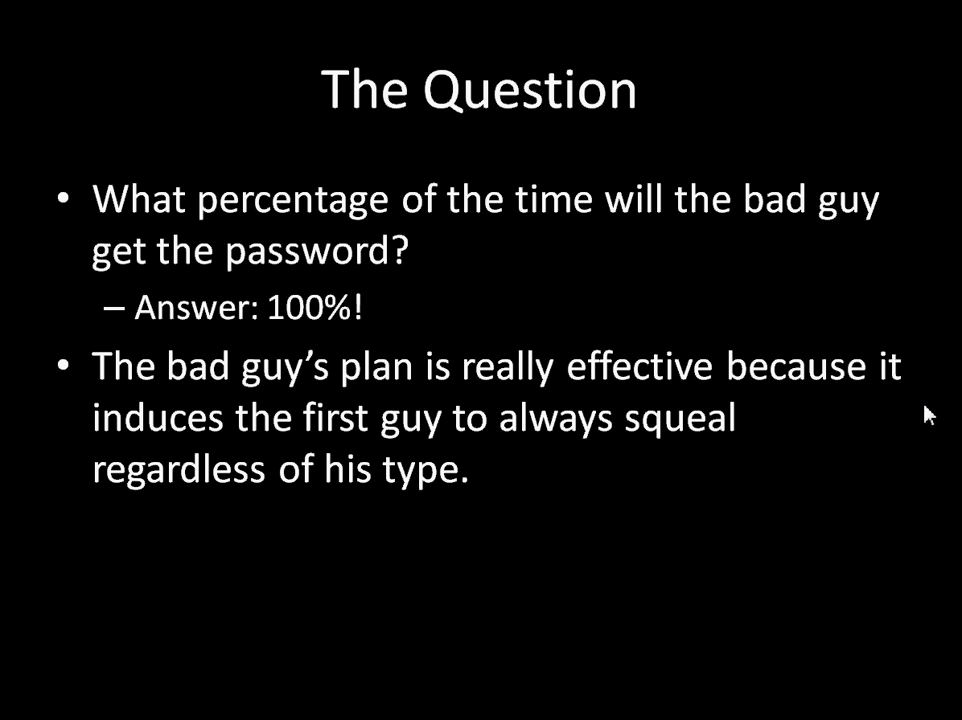 The Question
• What percentage of the time will the bad guy
get the password?
– Answer: 100%!
• The bad guy’s plan is really effective because it
induces the first guy to always squeal
regardless of his type.